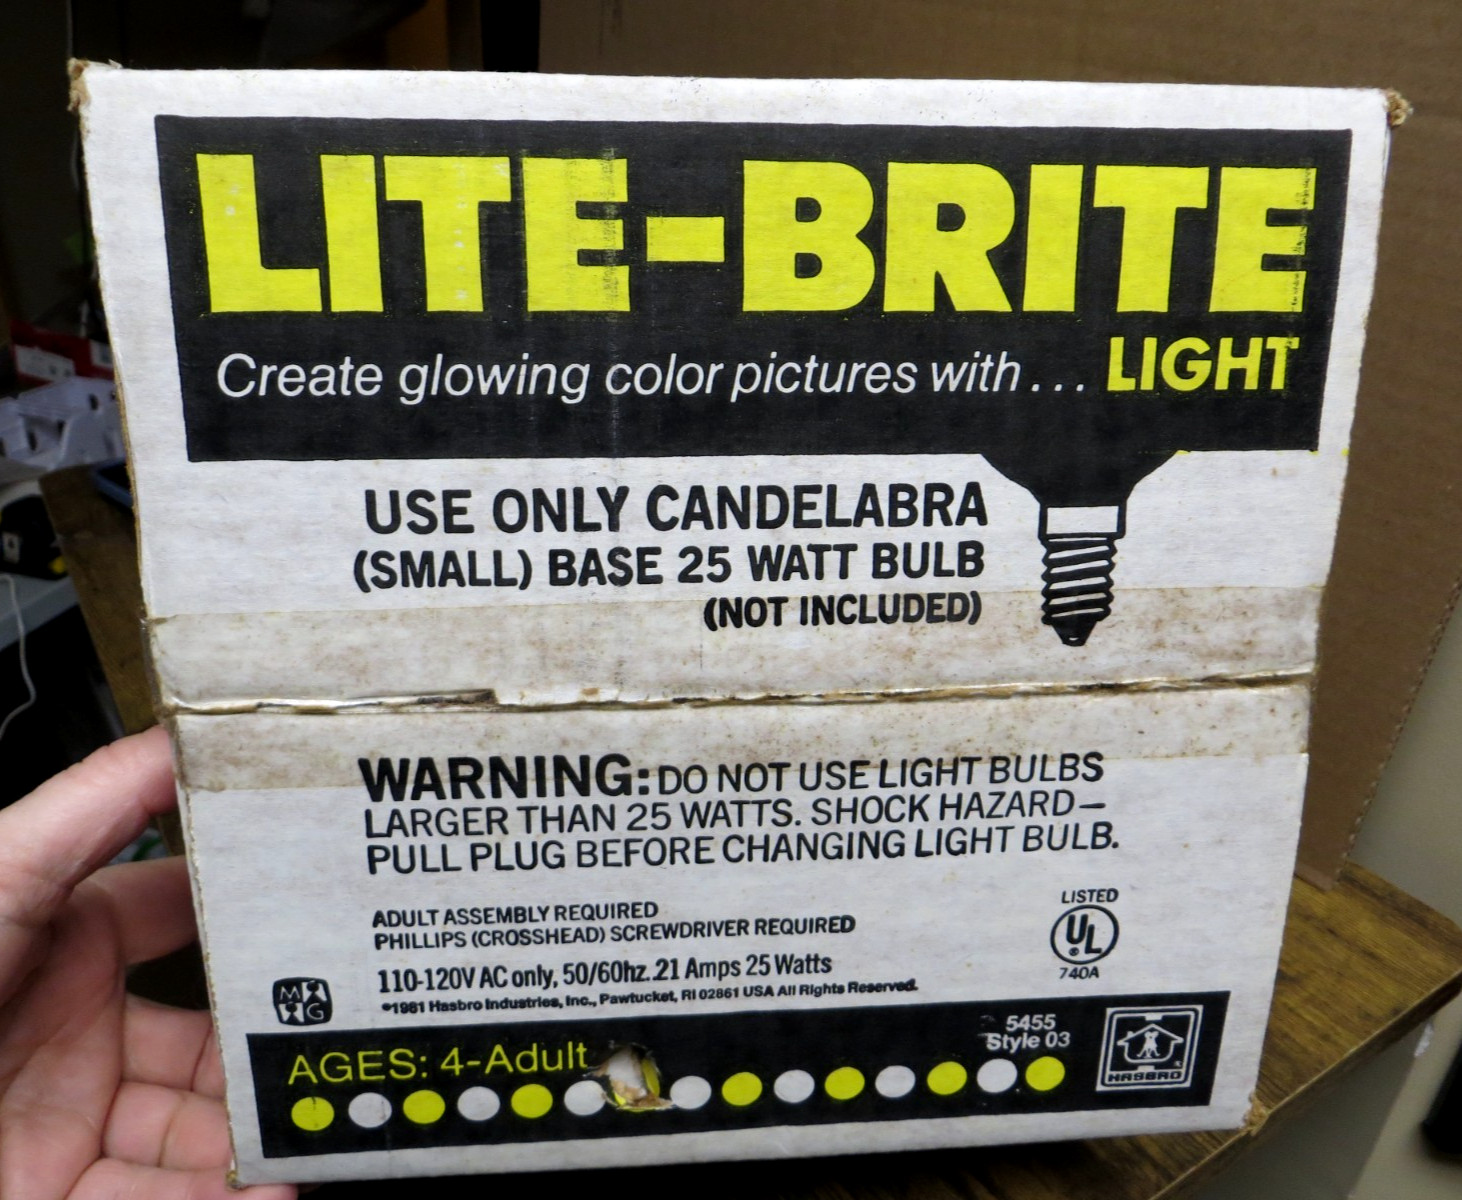 LITE-BRITE
Create glowing color pictures with... LIGHT
USE ONLY CANDELABRA
(SMALL) BASE 25 WATT BULB
(NOT INCLUDED)
WARNING: DO NOT USE LIGHT BULBS
LARGER THAN 25 WATTS. SHOCK HAZARD—
PULL PLUG BEFORE CHANGING LIGHT BULB.
ADULT ASSEMBLY REQUIRED
PHILLIPS (CROSSHEAD) SCREWDRIVER REQUIRED
110-120V AC only, 50/60hz .21 Amps 25 Watts
©1981 Hasbro Industries, Inc., Pawtucket, RI 02861 USA All Rights Reserved.
LISTED
UL
®
740A
M
G
AGES: 4-Adult
5455
Style 03
HASBRO